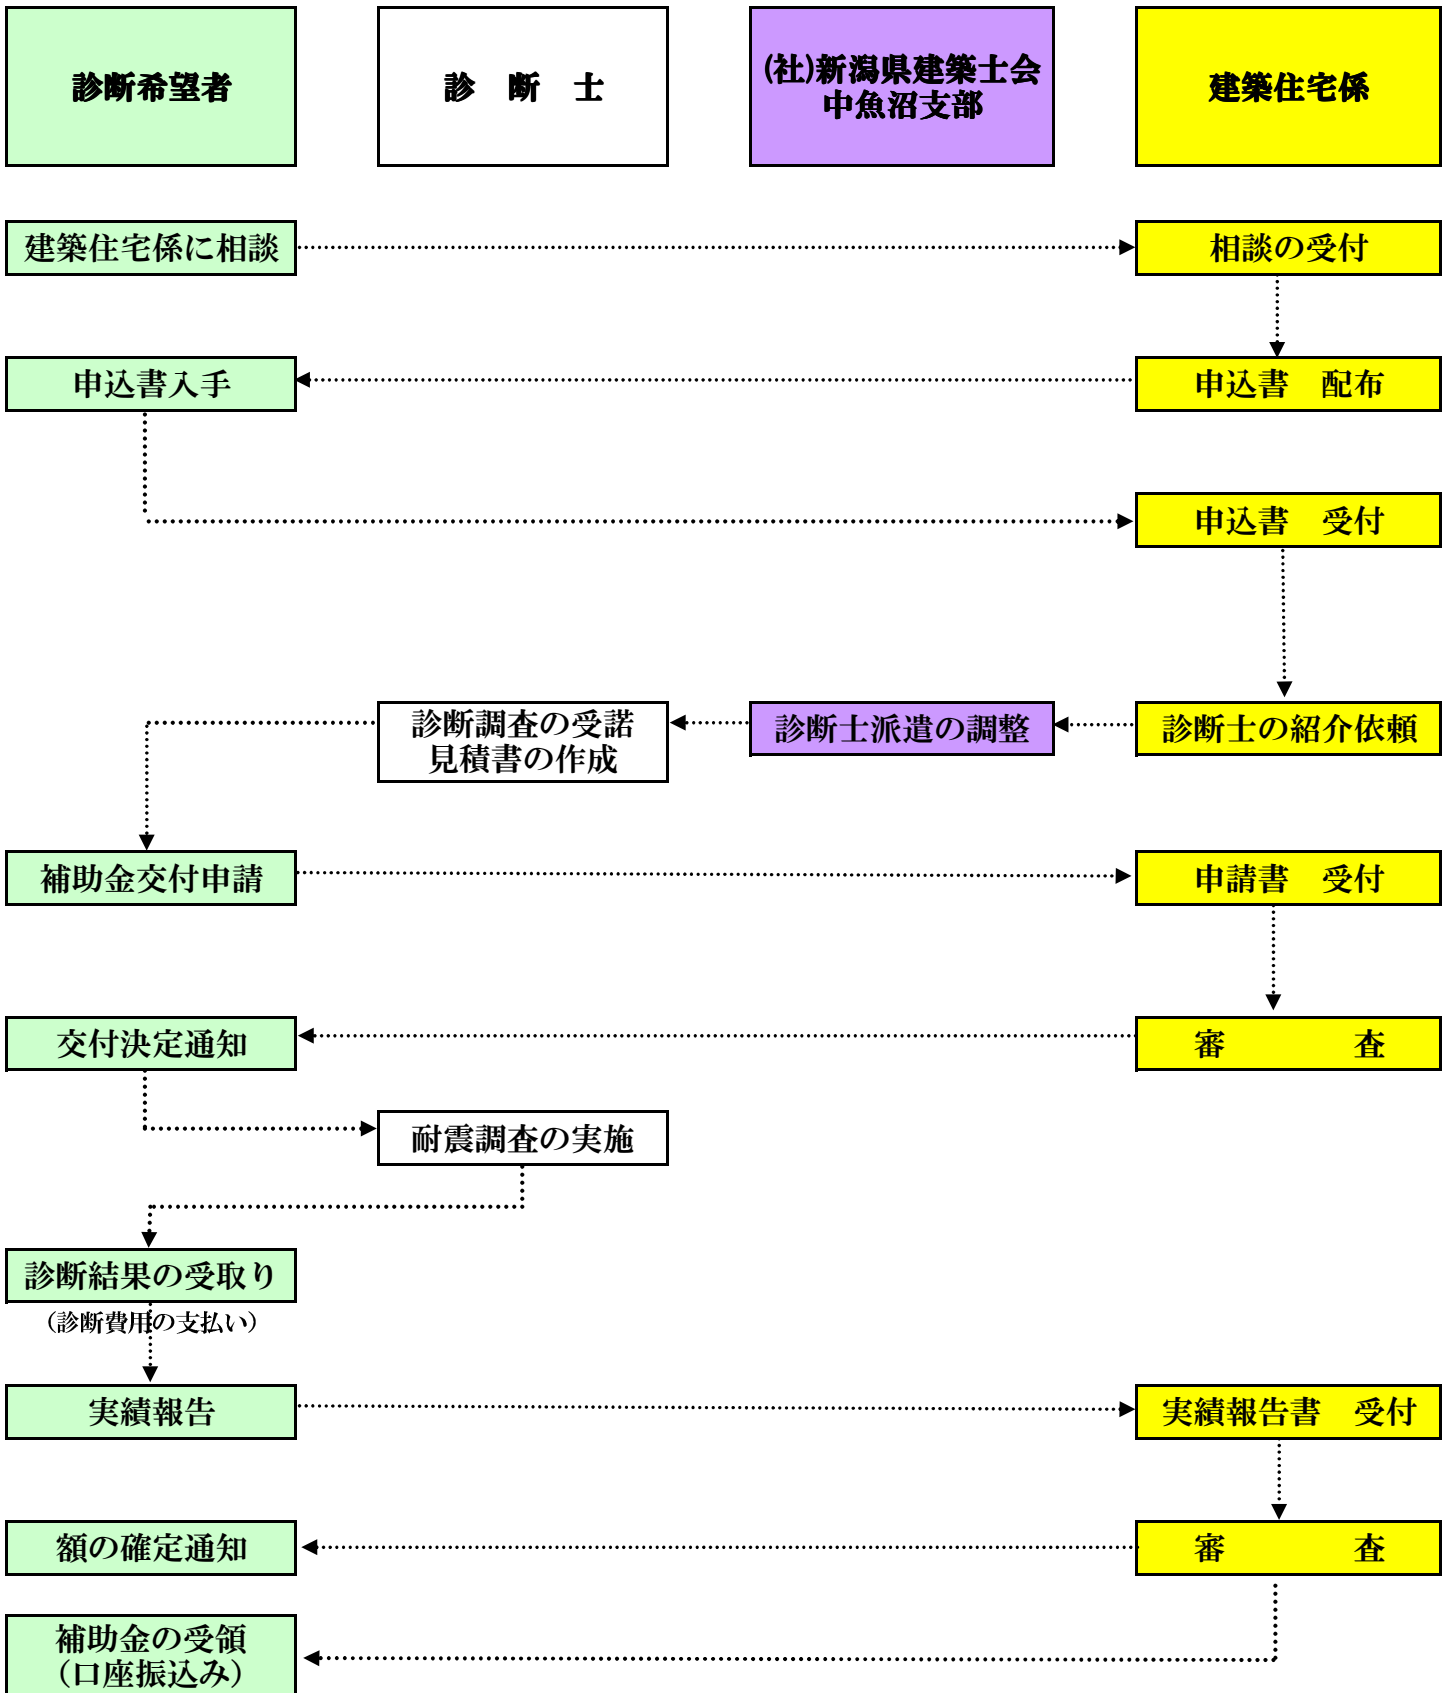 診断希望者
診　断　士
(社)新潟県建築士会
中魚沼支部
建築住宅係
建築住宅係に相談
相談の受付
申込書入手
申込書　配布
申込書　受付
診断調査の受諾
見積書の作成
診断士派遣の調整
診断士の紹介依頼
補助金交付申請
申請書　受付
交付決定通知
審　　　　査
耐震調査の実施
診断結果の受取り
（診断費用の支払い）
実績報告
実績報告書　受付
額の確定通知
審　　　　査
補助金の受領
（口座振込み）